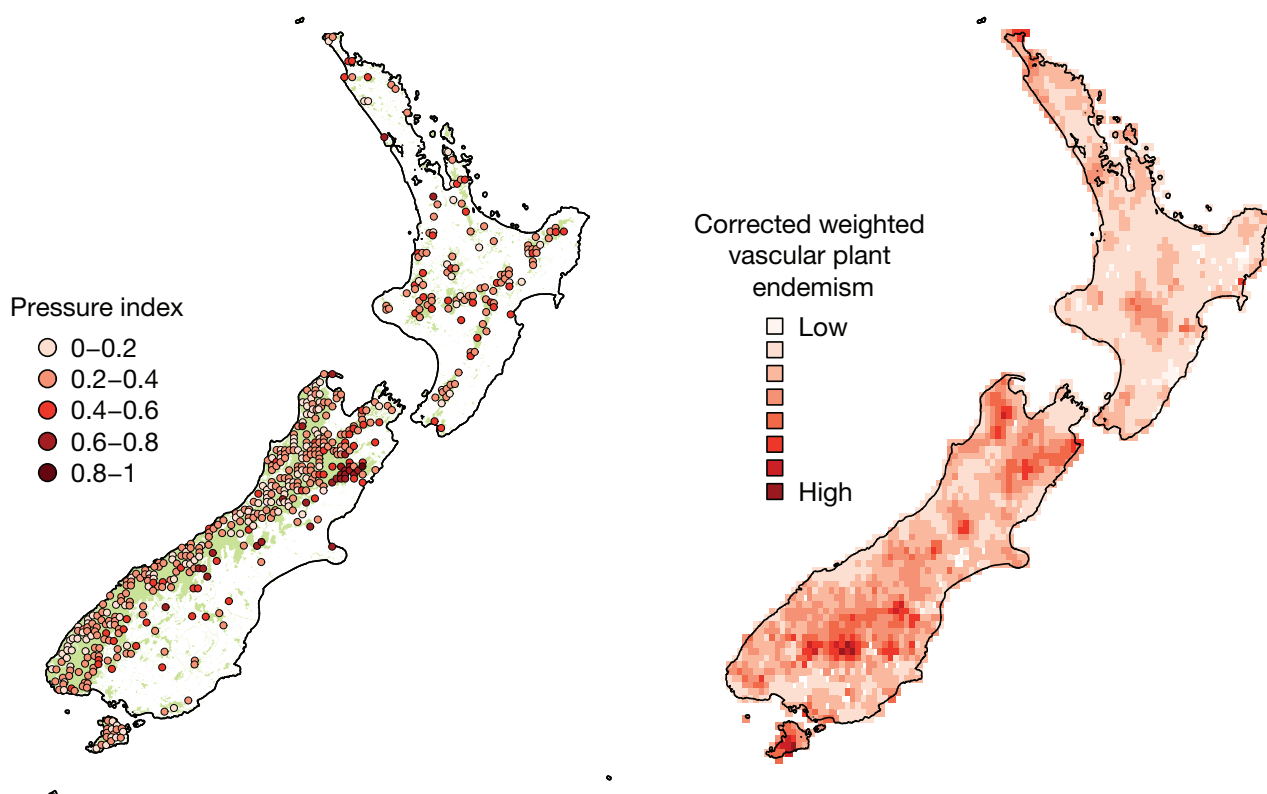 Pressure index
0–0.2
0.2–0.4
0.4–0.6
0.6–0.8
0.8–1
Corrected weighted
vascular plant
endemism
Low
High